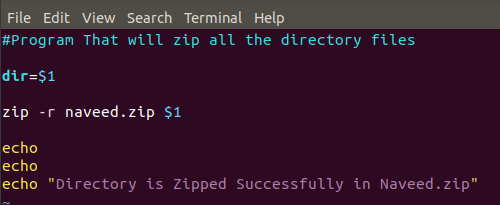 File Edit View Search Terminal Help
#Program That will zip all the directory files
dir=$1
zip -r naveed.zip $1
echo
echo
echo "Directory is Zipped Successfully in Naveed.zip"
~